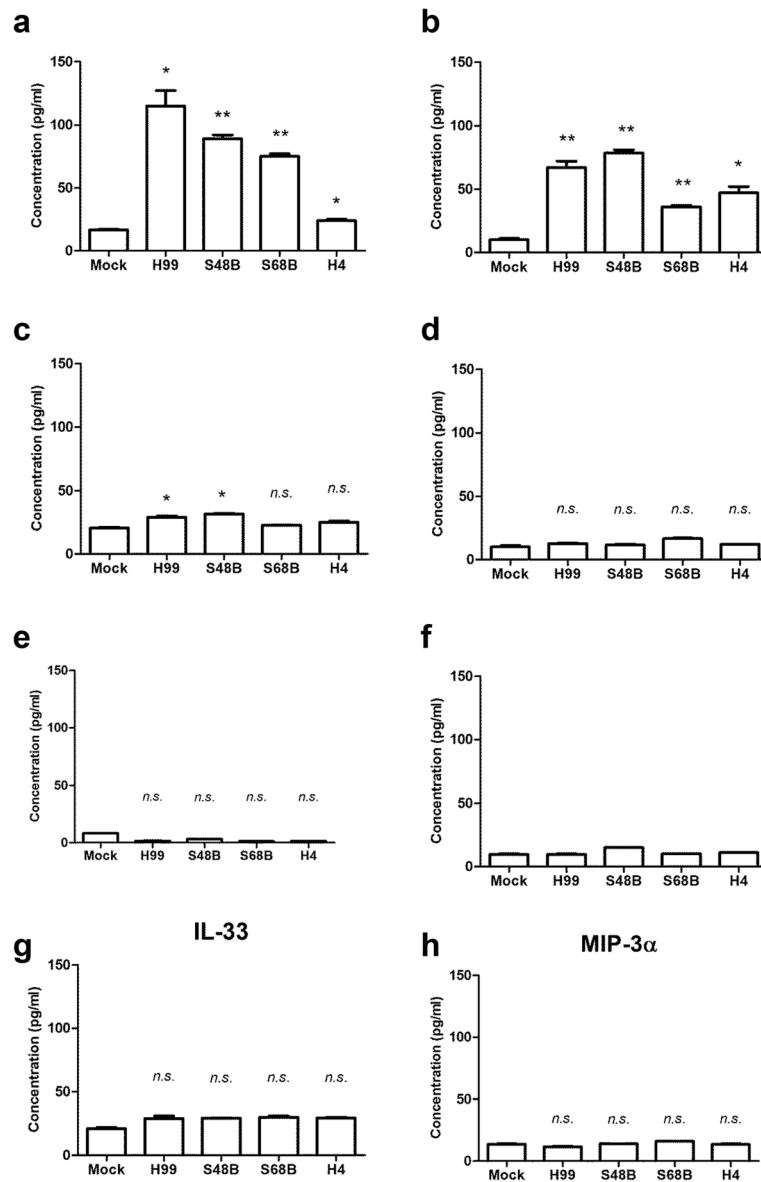 a
b
Concentration (pg/ml)
150
100
50
0
* ** ** *
Mock H99 S48B S68B H4
Concentration (pg/ml)
150
100
50
0
** ** ** *
Mock H99 S48B S68B H4
c
d
Concentration (pg/ml)
150
100
50
0
* * n.s. n.s.
Mock H99 S48B S68B H4
Concentration (pg/ml)
150
100
50
0
n.s. n.s. n.s. n.s.
Mock H99 S48B S68B H4
e
f
Concentration (pg/ml)
150
100
50
0
n.s. n.s. n.s. n.s.
Mock H99 S48B S68B H4
Concentration (pg/ml)
150
100
50
0
Mock H99 S48B S68B H4
g
IL-33
h
MIP-3α
Concentration (pg/ml)
150
100
50
0
n.s. n.s. n.s. n.s.
Mock H99 S48B S68B H4
Concentration (pg/ml)
150
100
50
0
n.s. n.s. n.s. n.s.
Mock H99 S48B S68B H4